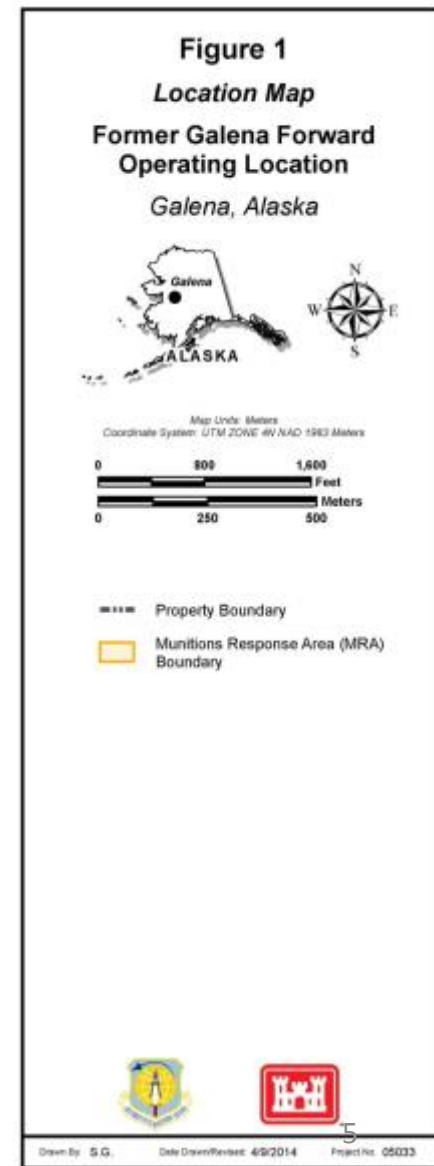 Figure 1
Location Map
Former Galena Forward
Operating Location
Galena, Alaska
Galena
ALASKA
N
W E
S
Map Units: Meters
Coordinate System: UTM ZONE 4N NAD 1983 Meters
0 800 1,600
Feet
Meters
0 250 500
Property Boundary
Munitions Response Area (MRA)
Boundary
5
Drawn By: S.G. Date Drawn/Revised: 4/9/2014 Project No. 05033